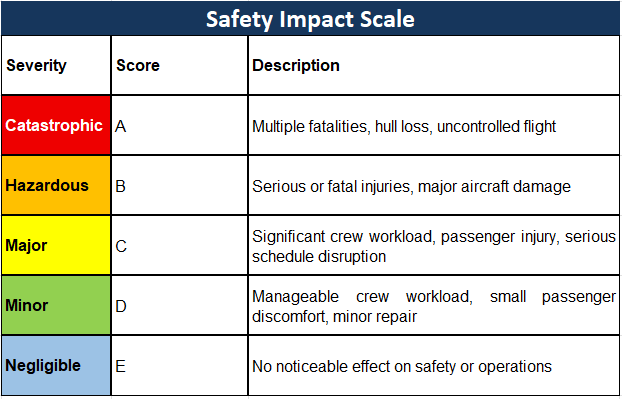 Safety Impact Scale
Severity Score Description
Catastrophic A Multiple fatalities, hull loss, uncontrolled flight
Hazardous B Serious or fatal injuries, major aircraft damage
Major C Significant crew workload, passenger injury, serious
schedule disruption
Minor D Manageable crew workload, small passenger
discomfort, minor repair
Negligible E No noticeable effect on safety or operations